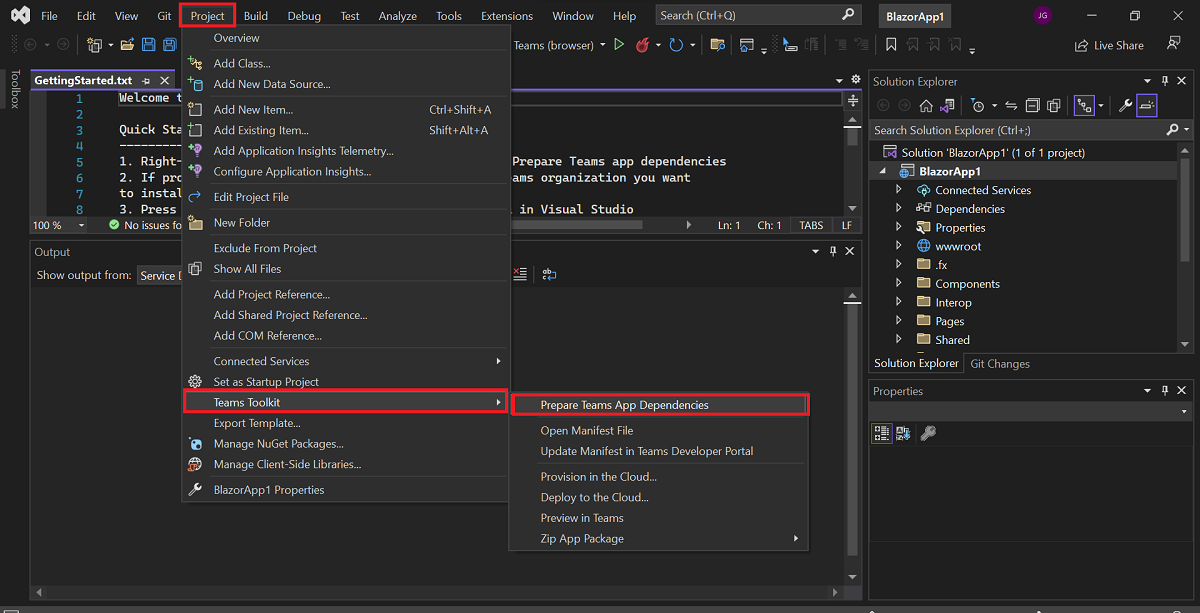 File Edit View Git Project Build Debug Test Analyze Tools Extensions Window Help Search (Ctrl+Q) BlazorApp1 JG
Teams (browser) Live Share
Toolbox
GettingStarted.txt
1 Welcome
2
3 Quick
4 --------
5 1. Prepare Teams app dependencies
6 2. If organization you want
7 to
8 3. Press in Visual Studio
100 % No issues Ln: 1 Ch: 1 TABS LF
Output
Show output from: Service
Overview
Add Class...
Add New Data Source...
Add New Item... Ctrl+Shift+A
Add Existing Item... Shift+Alt+A
Add Application Insights Telemetry...
Configure Application Insights...
Edit Project File
New Folder
Exclude From Project
Show All Files
Add Project Reference...
Add Shared Project Reference...
Add COM Reference...
Connected Services
Set as Startup Project
Teams Toolkit
Export Template...
Manage NuGet Packages...
Manage Client-Side Libraries...
BlazorApp1 Properties
Prepare Teams App Dependencies
Open Manifest File
Update Manifest in Teams Developer Portal
Provision in the Cloud...
Deploy to the Cloud...
Preview in Teams
Zip App Package
Solution Explorer
Search Solution Explorer (Ctrl+;)
Solution 'BlazorApp1' (1 of 1 project)
BlazorApp1
Connected Services
Dependencies
Properties
wwwroot
.fx
Components
Interop
Pages
Shared
Solution Explorer Git Changes
Properties